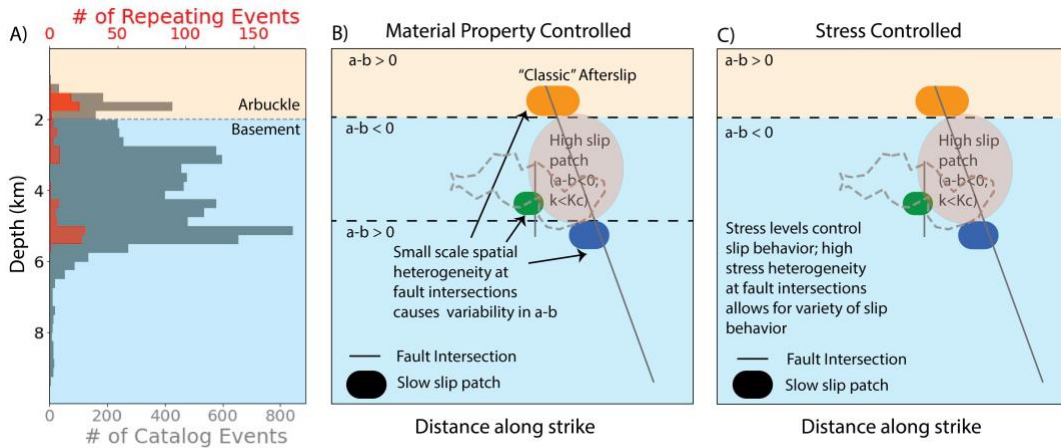 A)
# of Repeating Events
0 50 100 150
Arbuckle
2
Basement
4
6
8
Depth (km)
0 200 400 600 800
# of Catalog Events
B)
Material Property Controlled
a-b > 0
"Classic" Afterslip
a-b < 0
High slip
patch
(a-b<0;
k<Kc)
a-b > 0
Small scale spatial
heterogeneity at
fault intersections
causes variability in a-b
Fault Intersection
Slow slip patch
Distance along strike
C)
Stress Controlled
a-b > 0
a-b < 0
High slip
patch
(a-b<0;
k<Kc)
Stress levels control
slip behavior; high
stress heterogeneity
at fault intersections
allows for variety of slip
behavior
Fault Intersection
Slow slip patch
Distance along strike